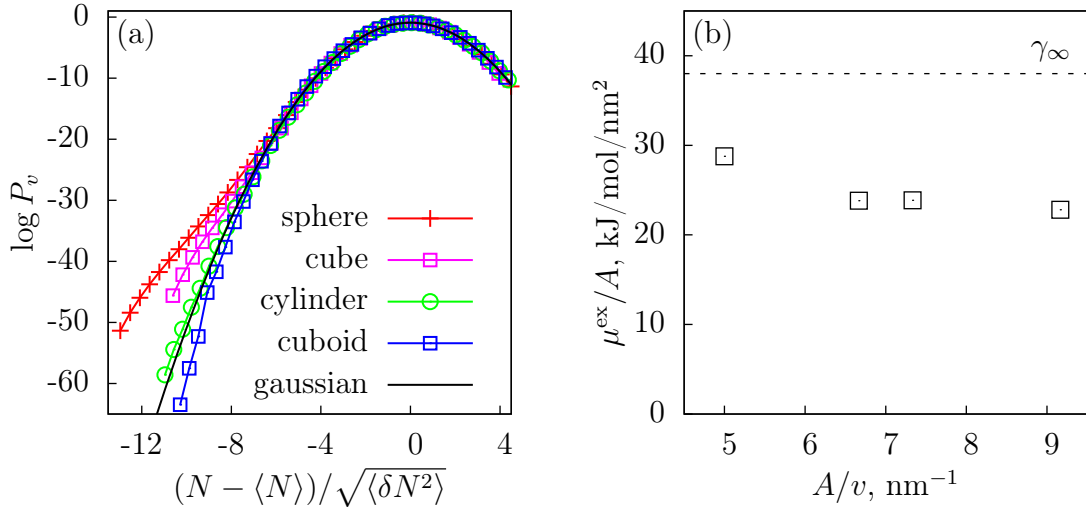 (a)
log P_v
0
-10
-20
-30
-40
-50
-60
sphere
cube
cylinder
cuboid
gaussian
-12 -8 -4 0 4
(N − ⟨N⟩)/√⟨δN²⟩
(b)
γ∞
μ^ex/A, kJ/mol/nm²
40
30
20
10
0
5 6 7 8 9
A/v, nm⁻¹